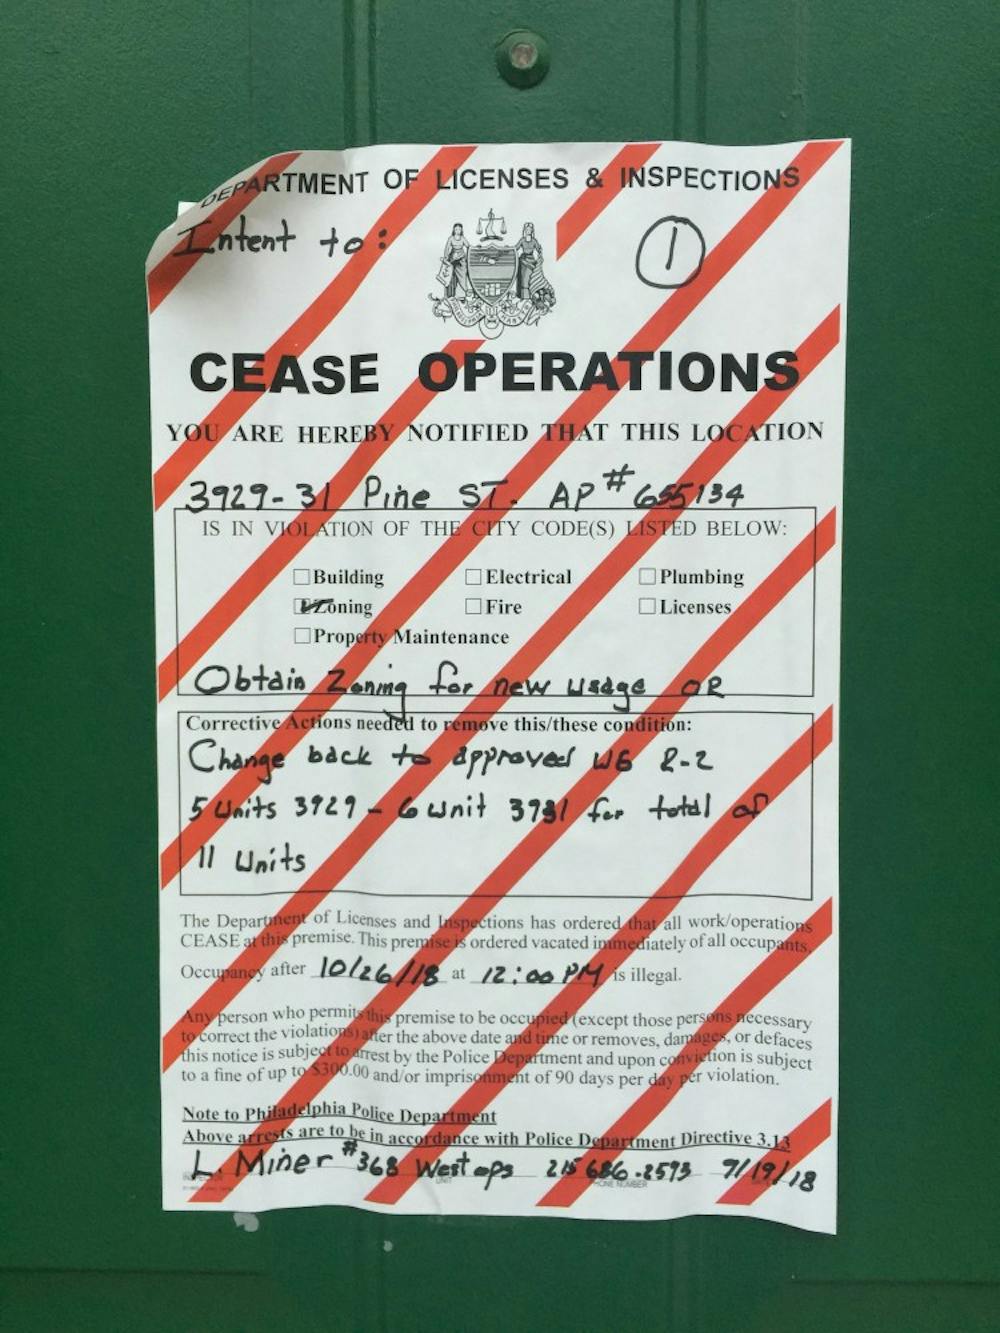 DEPARTMENT OF LICENSES & INSPECTIONS
Intent to:
1
CEASE OPERATIONS
YOU ARE HEREBY NOTIFIED THAT THIS LOCATION
3929-31 Pine ST. AP # 655134
IS IN VIOLATION OF THE CITY CODE(S) LISTED BELOW:
Building Electrical Plumbing
Zoning Fire Licenses
Property Maintenance
Obtain Zoning for new usage OR
Corrective Actions needed to remove this/these condition:
Change back to approved use R-2
5 Units 3929 - 6 Unit 3931 for total of
11 Units
The Department of Licenses and Inspections has ordered that all work/operations
CEASE at this premise. This premise is ordered vacated immediately of all occupants.
Occupancy after 10/26/18 at 12:00 PM is illegal.
Any person who permits this premise to be occupied (except those persons necessary
to correct the violations) after the above date and time or removes, damages, or defaces
this notice is subject to arrest by the Police Department and upon conviction is subject
to a fine of up to $300.00 and/or imprisonment of 90 days per day per violation.
Note to Philadelphia Police Department
Above arrests are to be in accordance with Police Department Directive 3.13
L. Miner #368 West ops 215 686-2593 9/19/18
INSPECTOR UNIT PHONE NUMBER